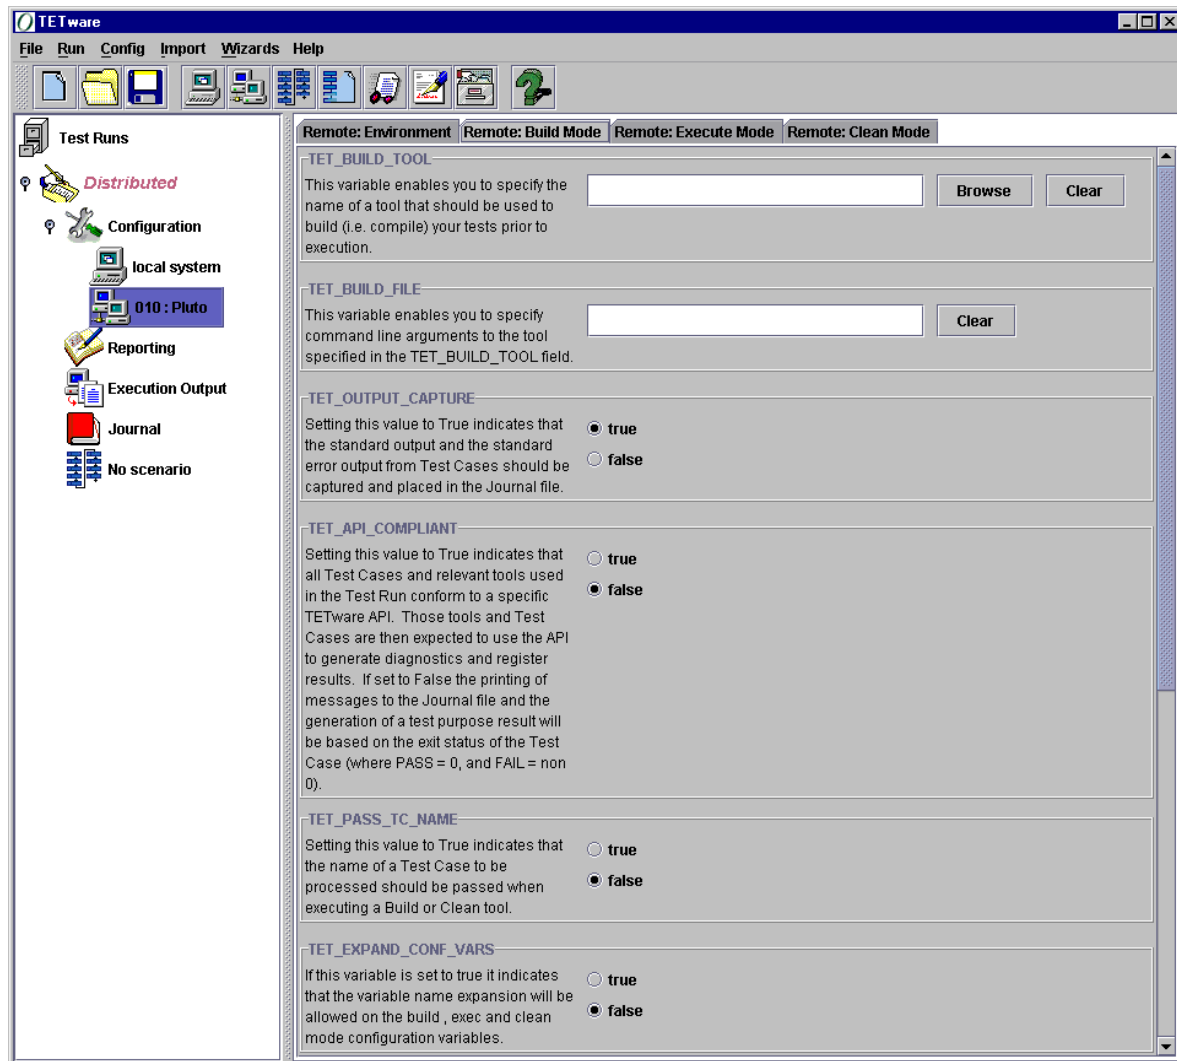 TETware
File Run Config Import Wizards Help
Test Runs
Distributed
Configuration
local system
010 : Pluto
Reporting
Execution Output
Journal
No scenario
Remote: Environment Remote: Build Mode Remote: Execute Mode Remote: Clean Mode
TET_BUILD_TOOL
This variable enables you to specify the
name of a tool that should be used to
build (i.e. compile) your tests prior to
execution.
Browse Clear
TET_BUILD_FILE
This variable enables you to specify
command line arguments to the tool
specified in the TET_BUILD_TOOL field.
Clear
TET_OUTPUT_CAPTURE
Setting this value to True indicates that
the standard output and the standard
error output from Test Cases should be
captured and placed in the Journal file.
true
false
TET_API_COMPLIANT
Setting this value to True indicates that
all Test Cases and relevant tools used
in the Test Run conform to a specific
TETware API. Those tools and Test
Cases are then expected to use the API
to generate diagnostics and register
results. If set to False the printing of
messages to the Journal file and the
generation of a test purpose result will
be based on the exit status of the Test
Case (where PASS = 0, and FAIL = non
0).
true
false
TET_PASS_TC_NAME
Setting this value to True indicates that
the name of a Test Case to be
processed should be passed when
executing a Build or Clean tool.
true
false
TET_EXPAND_CONF_VARS
If this variable is set to true it indicates
that the variable name expansion will be
allowed on the build , exec and clean
mode configuration variables.
true
false